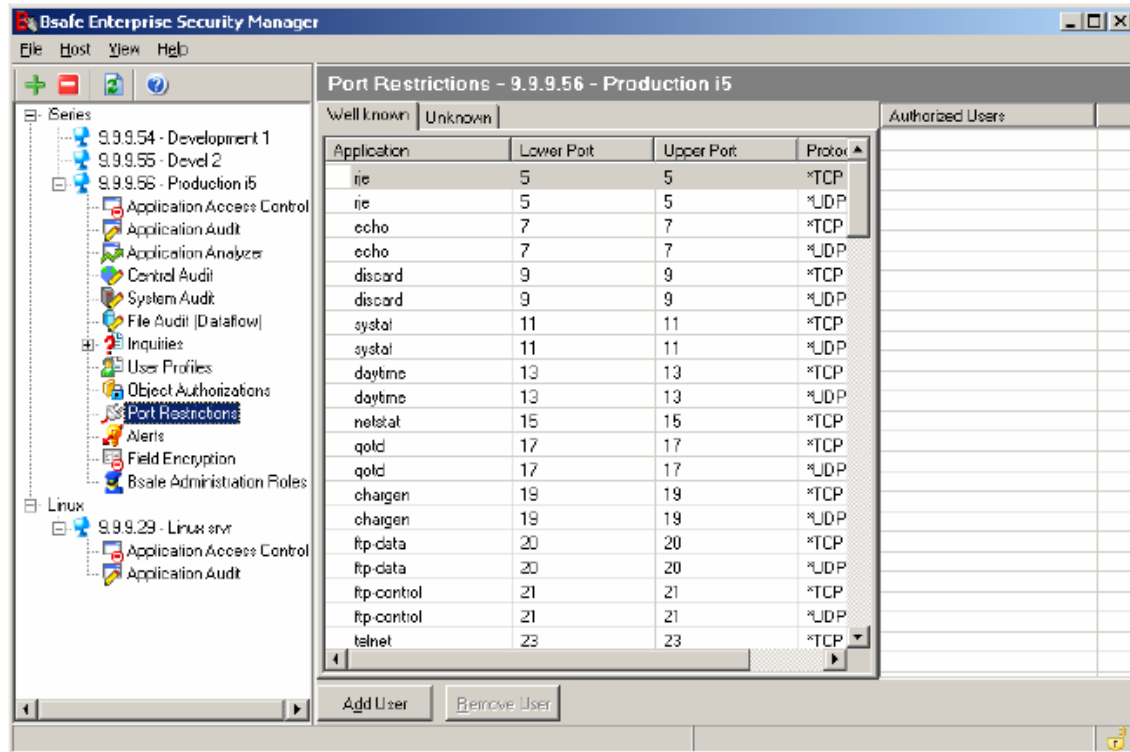 Bsafe Enterprise Security Manager
File Host View Help
Port Restrictions - 9.9.9.56 - Production i5
iSeries
9.9.9.54 - Development 1
9.9.9.55 - Devel 2
9.9.9.56 - Production i5
Application Access Control
Application Audit
Application Analyzer
Central Audit
System Audit
File Audit (Dataflow)
Inquiries
User Profiles
Object Authorizations
Port Restrictions
Alerts
Field Encryption
Bsafe Administration Roles
Linux
9.9.9.29 - Linux srvr
Application Access Control
Application Audit
Well known Unknown
Application Lower Port Upper Port Protoc
rje 5 5 *TCP
rje 5 5 *UDP
echo 7 7 *TCP
echo 7 7 *UDP
discard 9 9 *TCP
discard 9 9 *UDP
systat 11 11 *TCP
systat 11 11 *UDP
daytime 13 13 *TCP
daytime 13 13 *UDP
netstat 15 15 *TCP
qotd 17 17 *TCP
qotd 17 17 *UDP
chargen 19 19 *TCP
chargen 19 19 *UDP
ftp-data 20 20 *TCP
ftp-data 20 20 *UDP
ftp-control 21 21 *TCP
ftp-control 21 21 *UDP
telnet 23 23 *TCP
Authorized Users
Add User Remove User